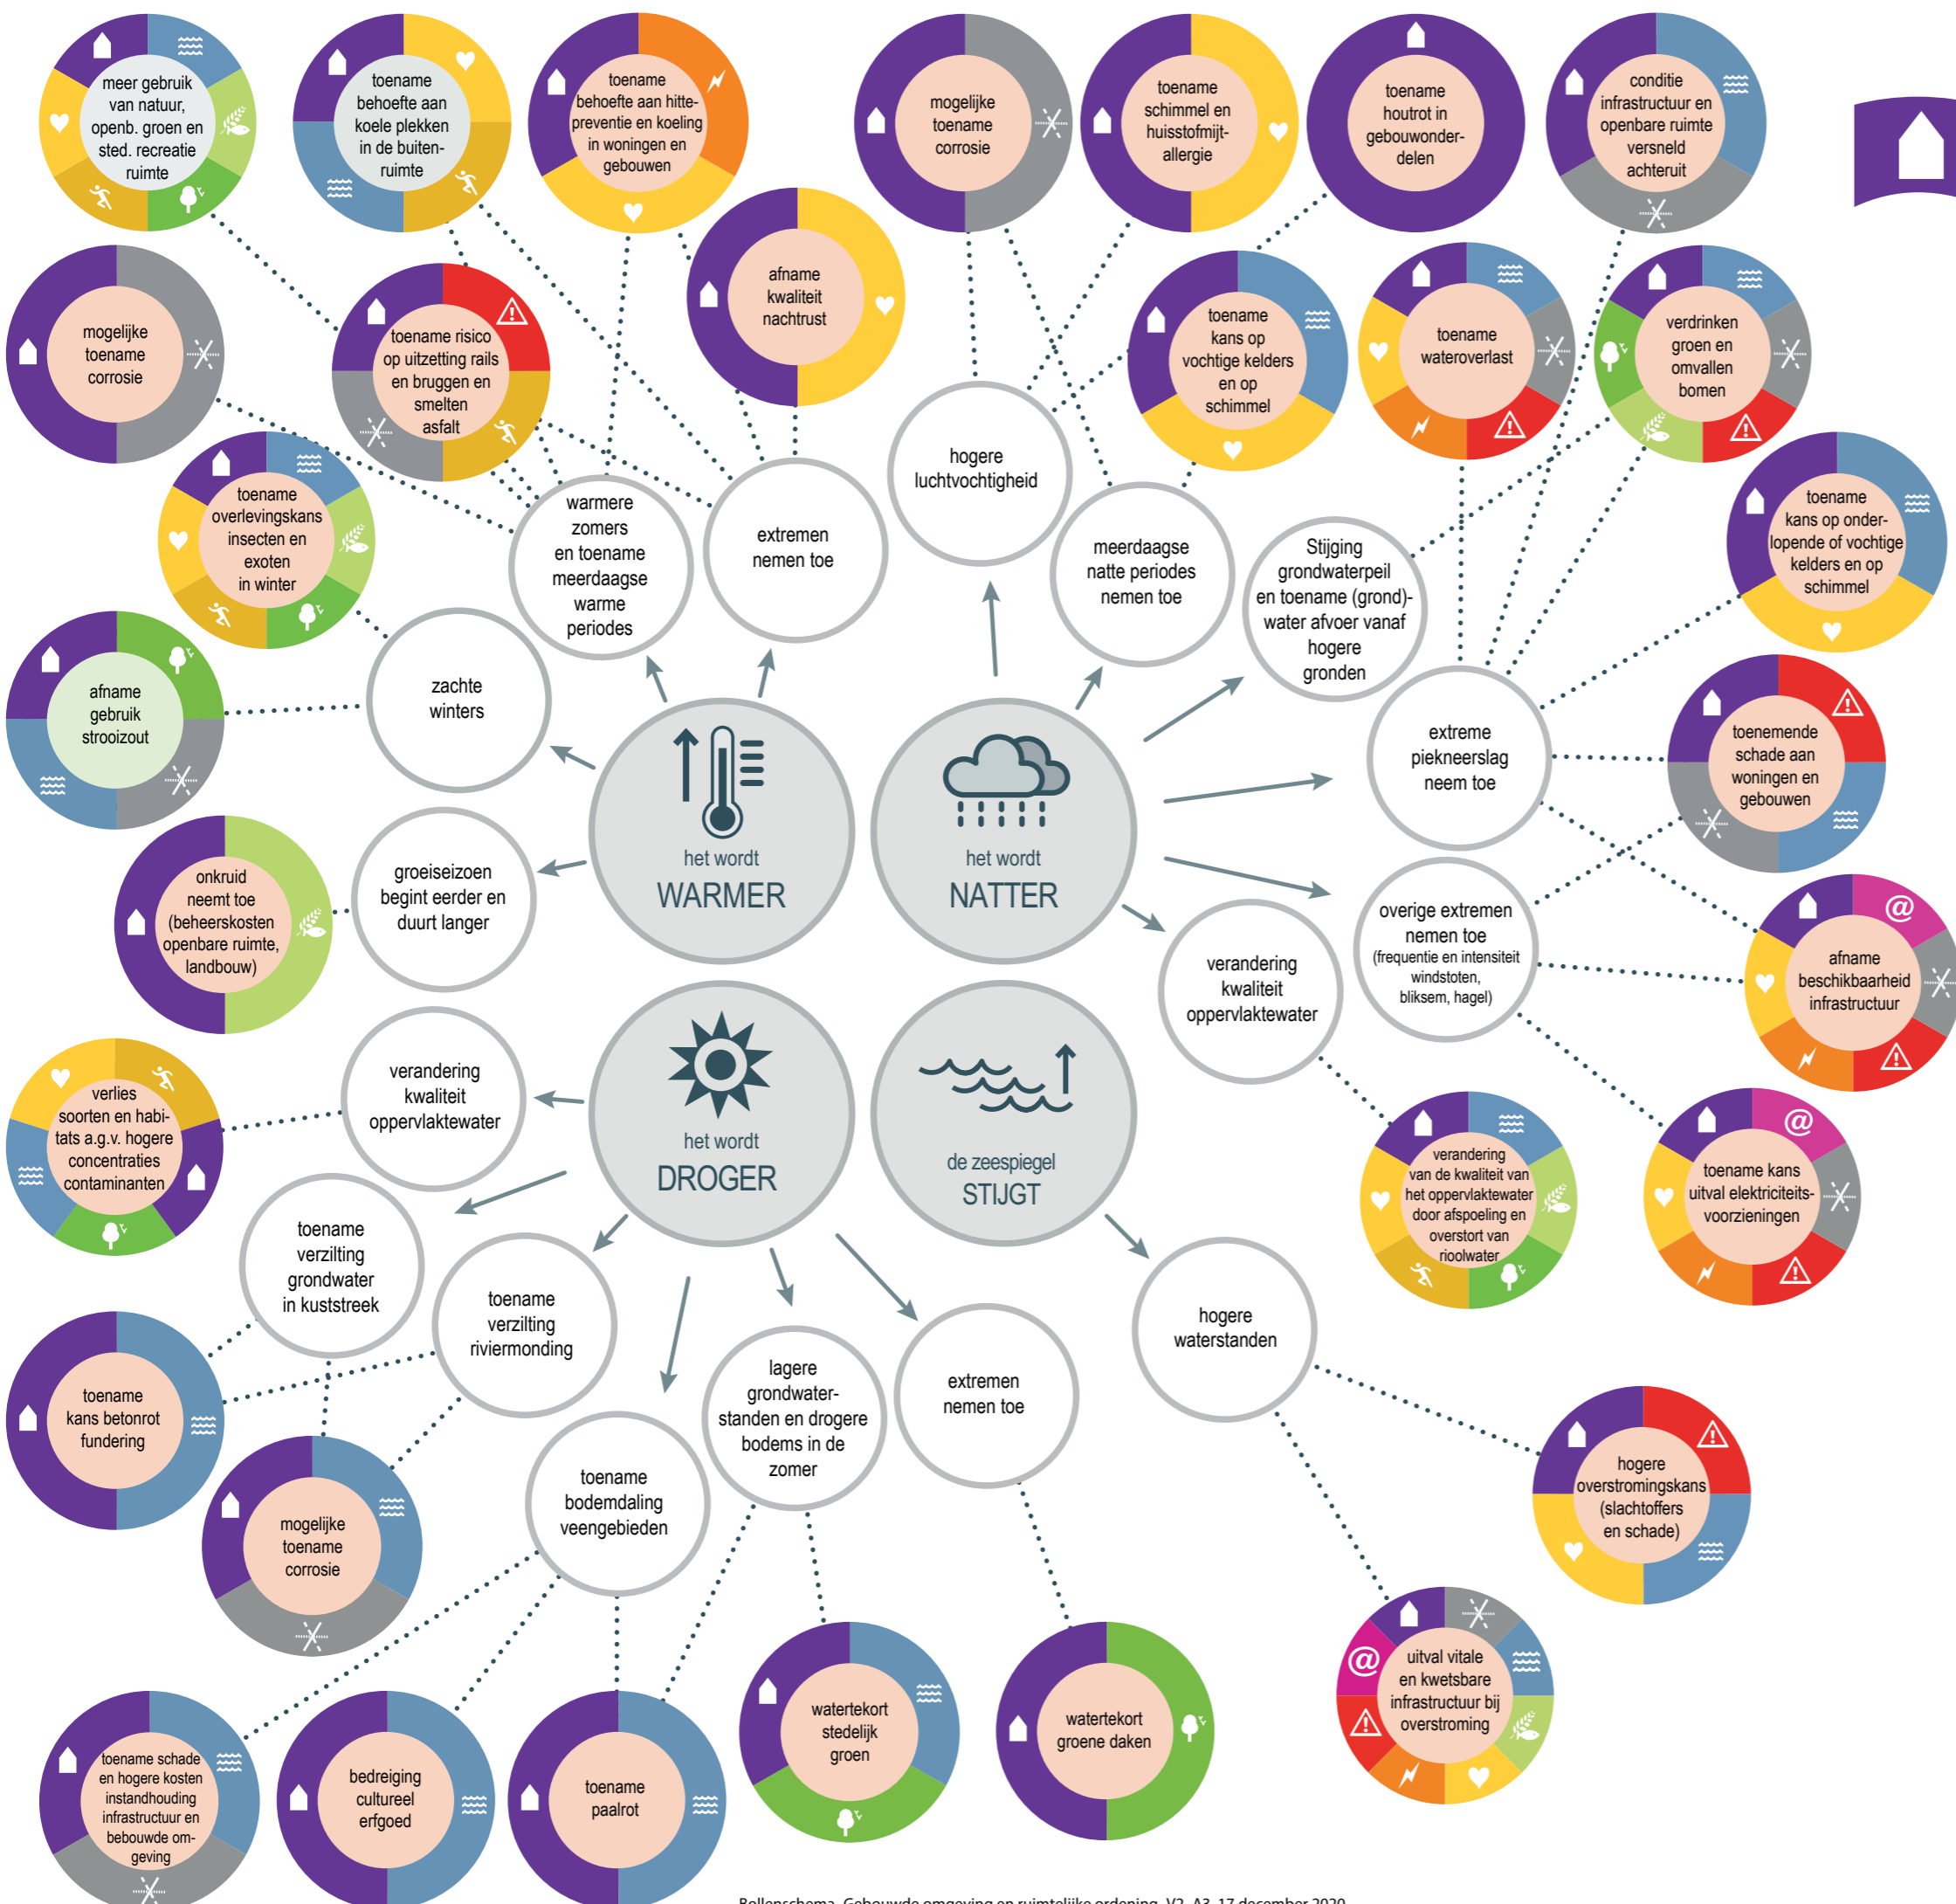 meer gebruik
van natuur,
openb. groen en
sted. recreatie
ruimte
toename
behoefte aan
koele plekken
in de buiten-
ruimte
toename
behoefte aan hitte-
preventie en koeling
in woningen en
gebouwen
mogelijke
toename
corrosie
toename
schimmel en
huisstofmijt-
allergie
toename
houtrot in
gebouwonder-
delen
conditie
infrastructuur en
openbare ruimte
versneld
achteruit
mogelijke
toename
corrosie
toename risico
op uitzetting rails
en bruggen en
smelten
asfalt
afname
kwaliteit
nachtrust
toename
kans op
vochtige kelders
en op
schimmel
toename
wateroverlast
verdrinken
groen en
omvallen
bomen
toename
overlevingskans
insecten en
exoten
in winter
warmere
zomers
en toename
meerdaagse
warme
periodes
extremen
nemen toe
hogere
luchtvochtigheid
meerdaagse
natte periodes
nemen toe
Stijging
grondwaterpeil
en toename (grond)-
water afvoer vanaf
hogere
gronden
toename
kans op onder-
lopende of vochtige
kelders en op
schimmel
afname
gebruik
strooizout
zachte
winters
extreme
piekneerslag
neem toe
toenemende
schade aan
woningen en
gebouwen
het wordt
WARMER
het wordt
NATTER
onkruid
neemt toe
(beheerskosten
openbare ruimte,
landbouw)
groeiseizoen
begint eerder en
duurt langer
overige extremen
nemen toe
(frequentie en intensiteit
windstoten,
bliksem, hagel)
@
afname
beschikbaarheid
infrastructuur
verandering
kwaliteit
oppervlaktewater
verlies
soorten en habi-
tats a.g.v. hogere
concentraties
contaminanten
verandering
kwaliteit
oppervlaktewater
het wordt
DROGER
de zeespiegel
STIJGT
verandering
van de kwaliteit van
het oppervlaktewater
door afspoeling en
overstort van
rioolwater
@
toename kans
uitval elektriciteits-
voorzieningen
toename
verzilting
grondwater
in kuststreek
toename
verzilting
riviermonding
hogere
waterstanden
toename
kans betonrot
fundering
lagere
grondwater-
standen en drogere
bodems in de
zomer
extremen
nemen toe
mogelijke
toename
corrosie
toename
bodemdaling
veengebieden
hogere
overstromingskans
(slachtoffers
en schade)
@
uitval vitale
en kwetsbare
infrastructuur bij
overstroming
toename schade
en hogere kosten
instandhouding
infrastructuur en
bebouwde om-
geving
bedreiging
cultureel
erfgoed
toename
paalrot
watertekort
stedelijk
groen
watertekort
groene daken
Bollenschema, Gebouwde omgeving en ruimtelijke ordening, V2, A3, 17 december 2020